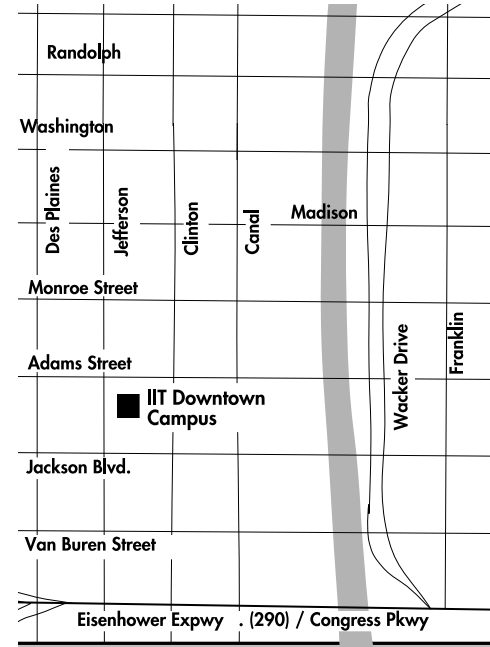 Randolph
Washington
Des Plaines
Jefferson
Clinton
Canal
Madison
Monroe Street
Wacker Drive
Franklin
Adams Street
IIT Downtown
Campus
Jackson Blvd.
Van Buren Street
Eisenhower Expwy . (290) / Congress Pkwy